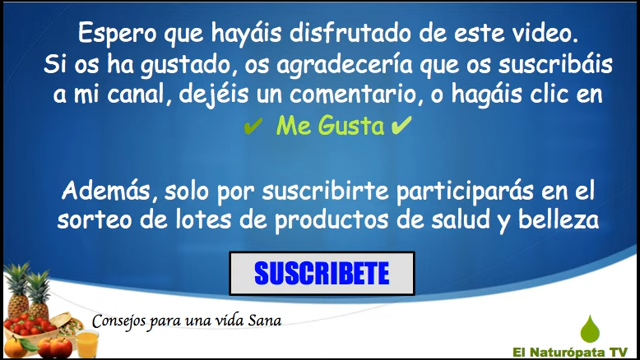 Espero que hayáis disfrutado de este video.
Si os ha gustado, os agradecería que os suscribáis
a mi canal, dejéis un comentario, o hagáis clic en
✔ Me Gusta ✔
Además, solo por suscribirte participarás en el
sorteo de lotes de productos de salud y belleza
SUSCRIBETE
Consejos para una vida Sana
El Naturópata TV